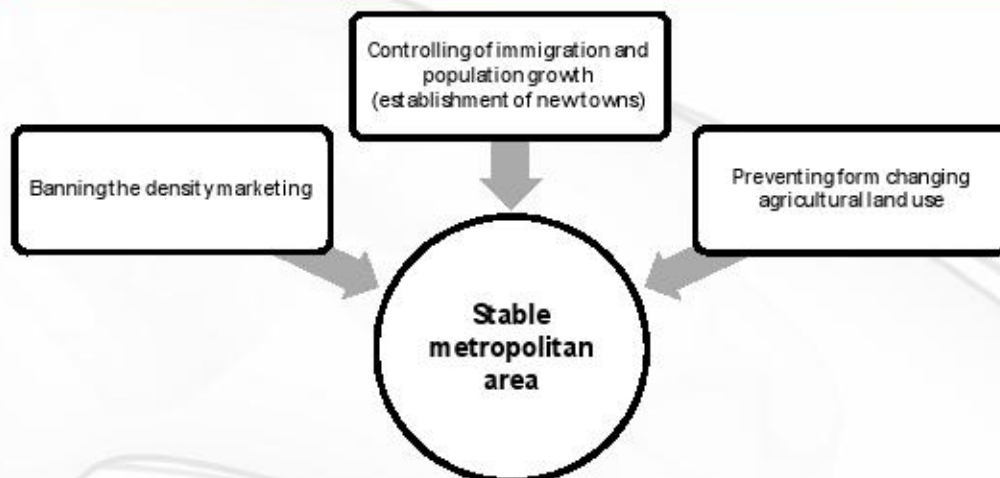 Controlling of immigration and
population growth
(establishment of new towns)
Banning the density marketing
Preventing form changing
agricultural land use
Stable
metropolitan
area